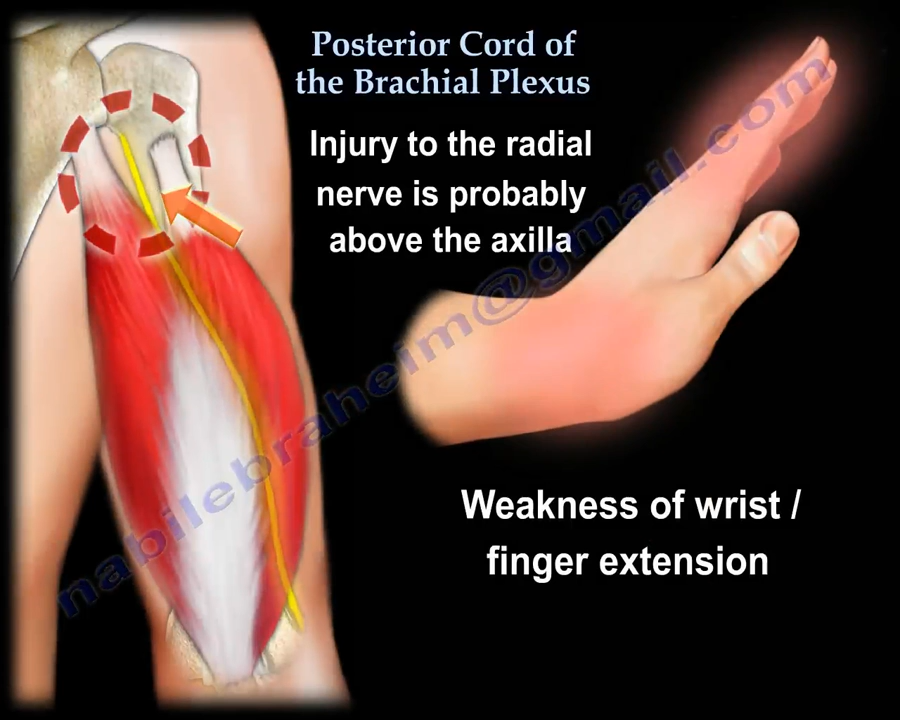 Posterior Cord of
the Brachial Plexus
Injury to the radial
nerve is probably
above the axilla
nabilebraheim@gmail.com
Weakness of wrist /
finger extension